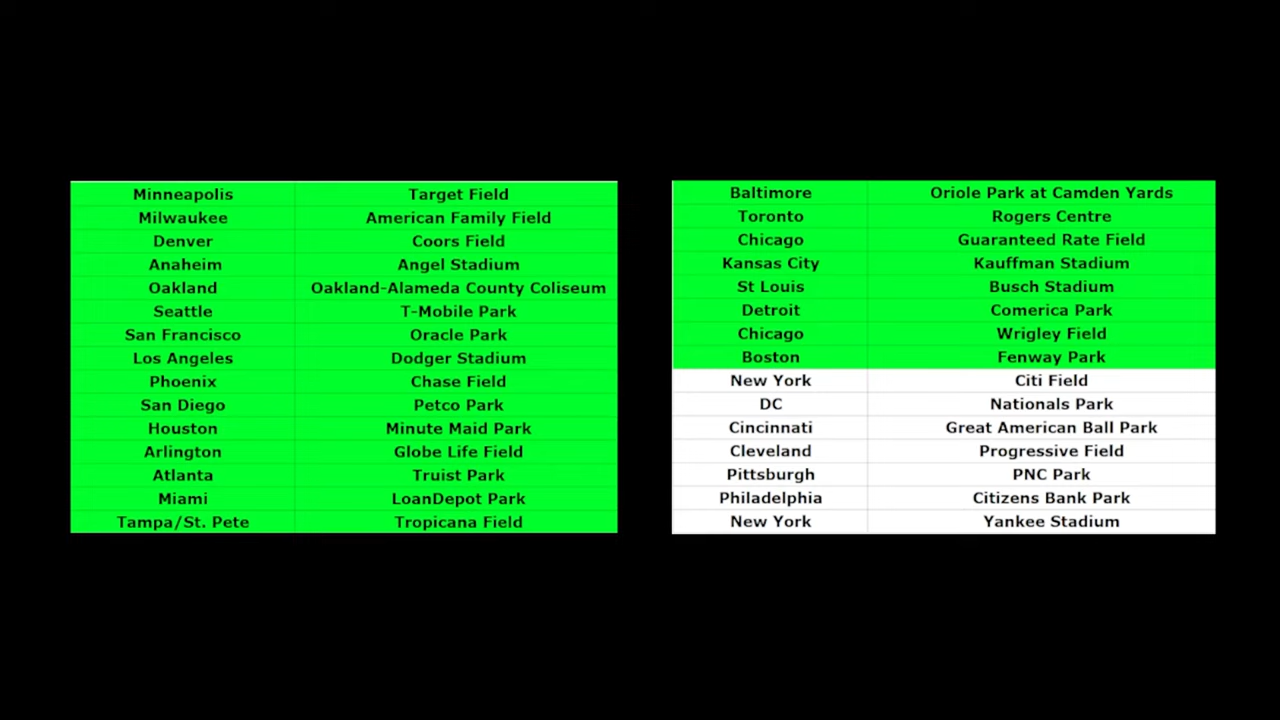 Minneapolis Target Field
Milwaukee American Family Field
Denver Coors Field
Anaheim Angel Stadium
Oakland Oakland-Alameda County Coliseum
Seattle T-Mobile Park
San Francisco Oracle Park
Los Angeles Dodger Stadium
Phoenix Chase Field
San Diego Petco Park
Houston Minute Maid Park
Arlington Globe Life Field
Atlanta Truist Park
Miami LoanDepot Park
Tampa/St. Pete Tropicana Field
Baltimore Oriole Park at Camden Yards
Toronto Rogers Centre
Chicago Guaranteed Rate Field
Kansas City Kauffman Stadium
St Louis Busch Stadium
Detroit Comerica Park
Chicago Wrigley Field
Boston Fenway Park
New York Citi Field
DC Nationals Park
Cincinnati Great American Ball Park
Cleveland Progressive Field
Pittsburgh PNC Park
Philadelphia Citizens Bank Park
New York Yankee Stadium